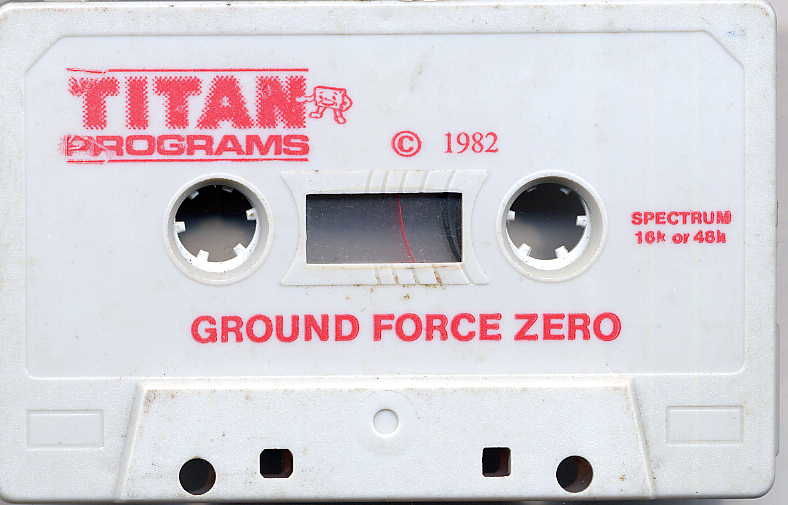 TITAN
PROGRAMS
© 1982
SPECTRUM
16k or 48k
GROUND FORCE ZERO